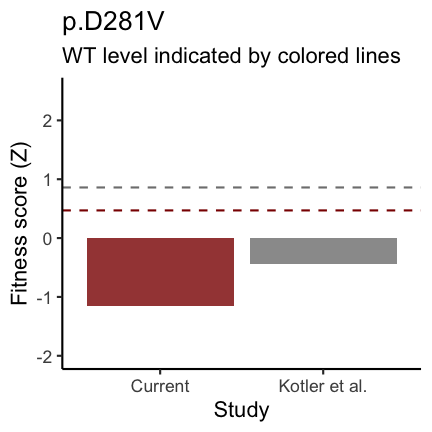 p.D281V
WT level indicated by colored lines
Fitness score (Z)
2
1
0
-1
-2
Current Kotler et al.
Study